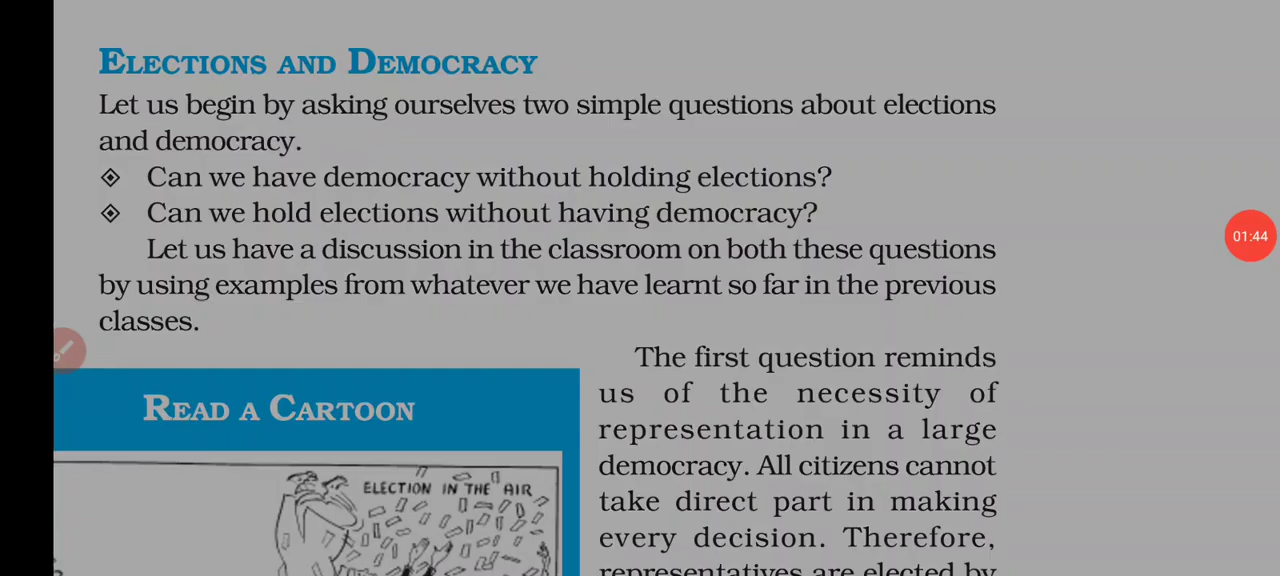 ELECTIONS AND DEMOCRACY
Let us begin by asking ourselves two simple questions about elections
and democracy.
Can we have democracy without holding elections?
Can we hold elections without having democracy?
Let us have a discussion in the classroom on both these questions
by using examples from whatever we have learnt so far in the previous
classes.
01:44
The first question reminds
us of the necessity of
representation in a large
democracy. All citizens cannot
take direct part in making
every decision. Therefore,
representatives are elected by
READ A CARTOON
ELECTION IN THE AIR